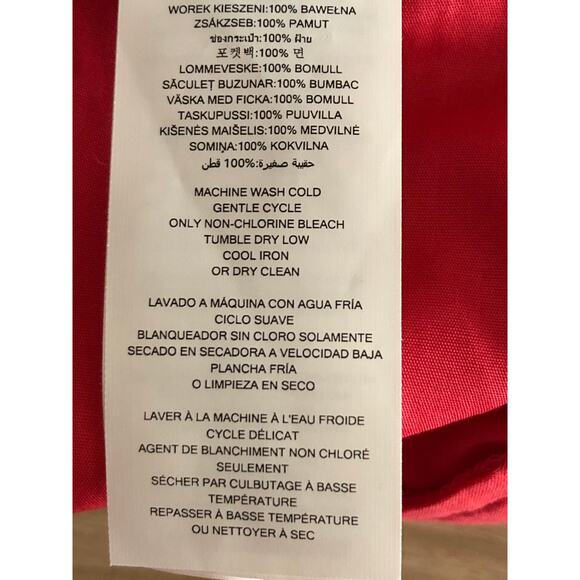 WOREK KIESZENI:100% BAWEŁNA
ZSÁKZSEB:100% PAMUT
ช่องกระเป๋า:100% ฝ้าย
포켓백:100% 면
LOMMEVESKE:100% BOMULL
SĂCULEȚ BUZUNAR:100% BUMBAC
VÄSKA MED FICKA:100% BOMULL
TASKUPUSSI:100% PUUVILLA
KIŠENĖS MAIŠELIS:100% MEDVILNĖ
SOMIŅA:100% KOKVILNA
حقيبة صغيرة:100% قطن
MACHINE WASH COLD
GENTLE CYCLE
ONLY NON-CHLORINE BLEACH
TUMBLE DRY LOW
COOL IRON
OR DRY CLEAN
LAVADO A MÁQUINA CON AGUA FRÍA
CICLO SUAVE
BLANQUEADOR SIN CLORO SOLAMENTE
SECADO EN SECADORA A VELOCIDAD BAJA
PLANCHA FRÍA
O LIMPIEZA EN SECO
LAVER À LA MACHINE À L'EAU FROIDE
CYCLE DÉLICAT
AGENT DE BLANCHIMENT NON CHLORÉ
SEULEMENT
SÉCHER PAR CULBUTAGE À BASSE
TEMPÉRATURE
REPASSER À BASSE TEMPÉRATURE
OU NETTOYER À SEC